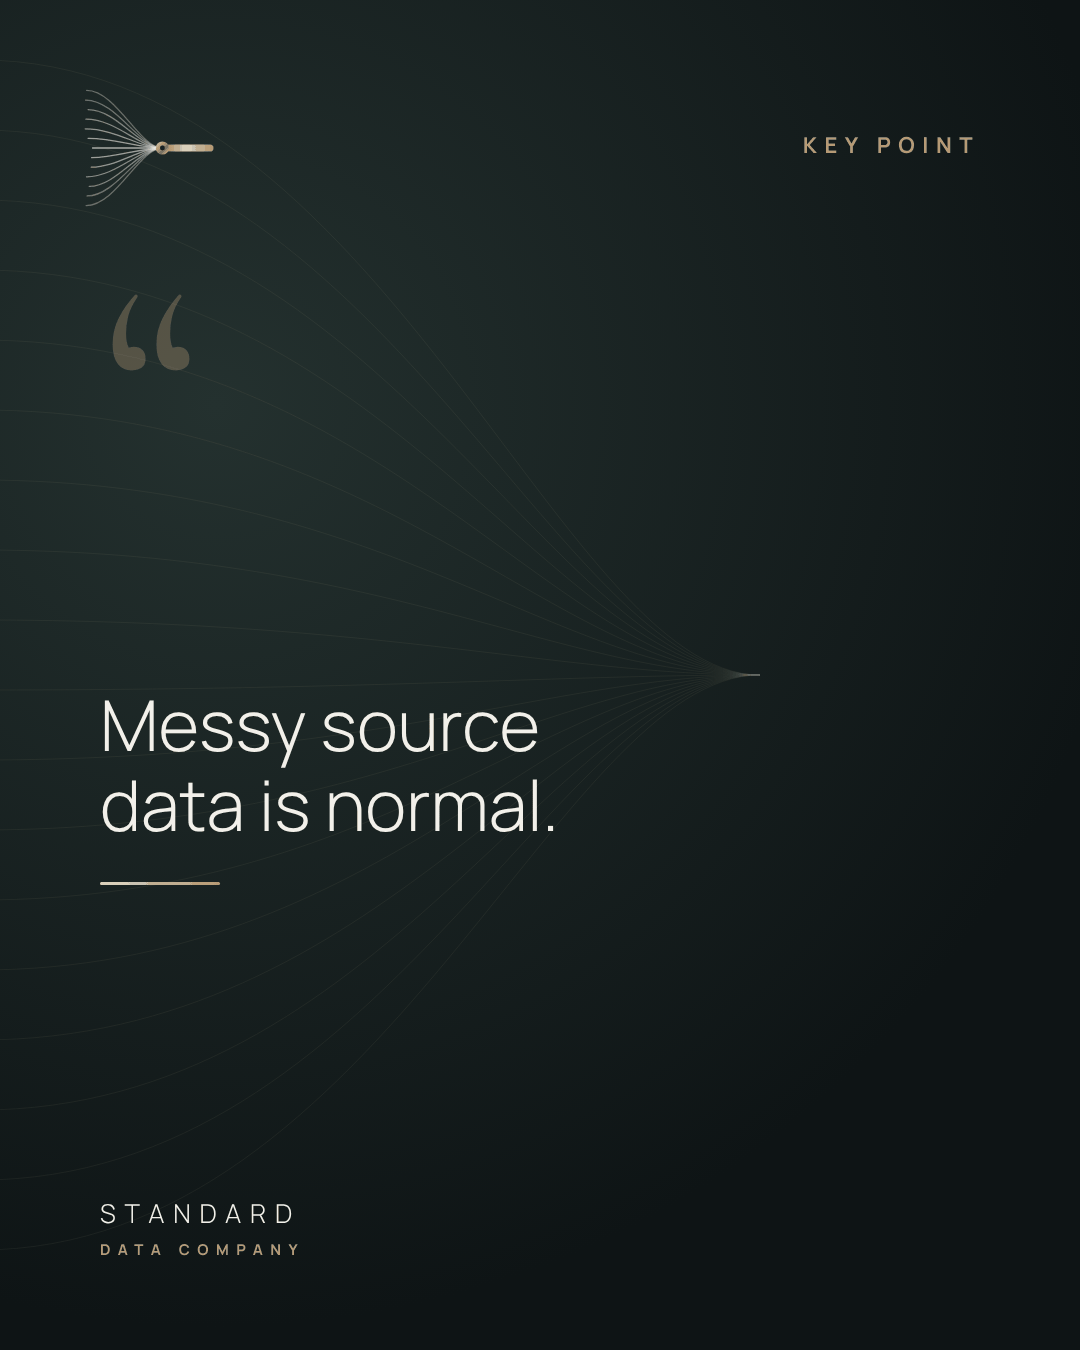 KEY POINT
“
Messy source
data is normal.
STANDARD
DATA COMPANY